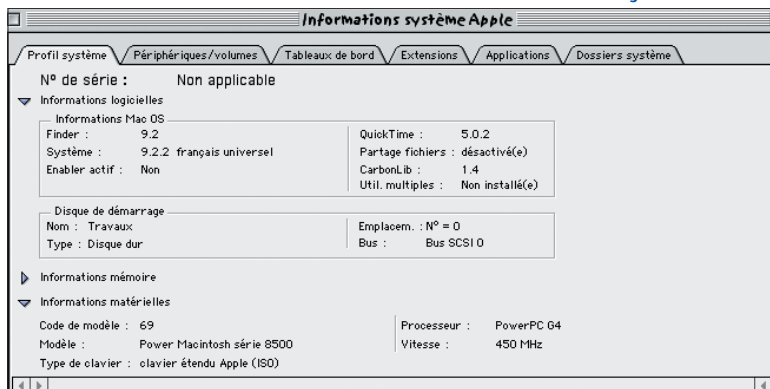 Informations système Apple
Profil système Périphériques/volumes Tableaux de bord Extensions Applications Dossiers système
N° de série : Non applicable
Informations logicielles
Informations Mac OS
Finder : 9.2 QuickTime : 5.0.2
Système : 9.2.2 français universel Partage fichiers : désactivé(e)
Enabler actif : Non CarbonLib : 1.4
Util. multiples : Non installé(e)
Disque de démarrage
Nom : Travaux Emplacem. : N° = 0
Type : Disque dur Bus : Bus SCSI 0
Informations mémoire
Informations matérielles
Code de modèle : 69 Processeur : PowerPC G4
Modèle : Power Macintosh série 8500 Vitesse : 450 MHz
Type de clavier : clavier étendu Apple (ISO)